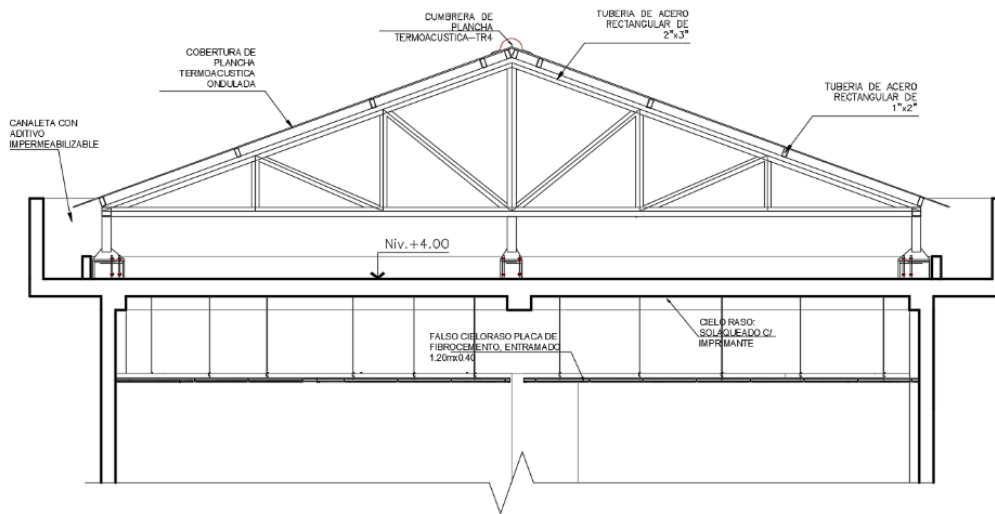 CUMBRERA DE
PLANCHA
TERMOACUSTICA-TR4
TUBERIA DE ACERO
RECTANGULAR DE
2"x3"
COBERTURA DE
PLANCHA
TERMOACUSTICA
ONDULADA
TUBERIA DE ACERO
RECTANGULAR DE
1"x2"
CANALETA CON
ADITIVO
IMPERMEABILIZABLE
Niv.+4.00
CIELO RASO:
SOLAQUEADO C/
IMPRIMANTE
FALSO CIELORASO PLACA DE
FIBROCEMENTO, ENTRAMADO
1.20mx0.40